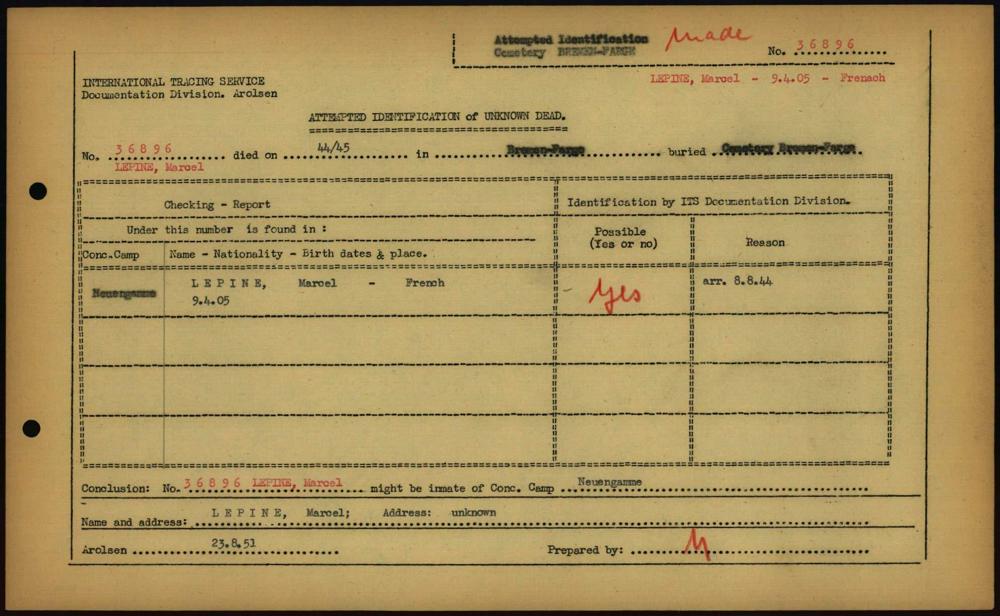 Attempted Identification made
Cemetery BREMEN-FARGE No. 36896
LEPINE, Marcel - 9.4.05 - Frenach
INTERNATIONAL TRACING SERVICE
Documentation Division. Arolsen
ATTEMPTED IDENTIFICATION of UNKNOWN DEAD.
No. 36896 died on 44/45 in Bremen-Farge buried Cemetery Bremen-Farge
LEPINE, Marcel
Checking - Report Identification by ITS Documentation Division.
Under this number is found in : Possible (Yes or no) Reason
Conc.Camp Name - Nationality - Birth dates & place.
Neuengamme LEPINE, Marcel - French yes arr. 8.8.44
9.4.05
Conclusion: No. 36896 LEPINE, Marcel might be inmate of Conc. Camp Neuengamme
Name and address: LEPINE, Marcel; Address: unknown
Arolsen 23.8.51 Prepared by: